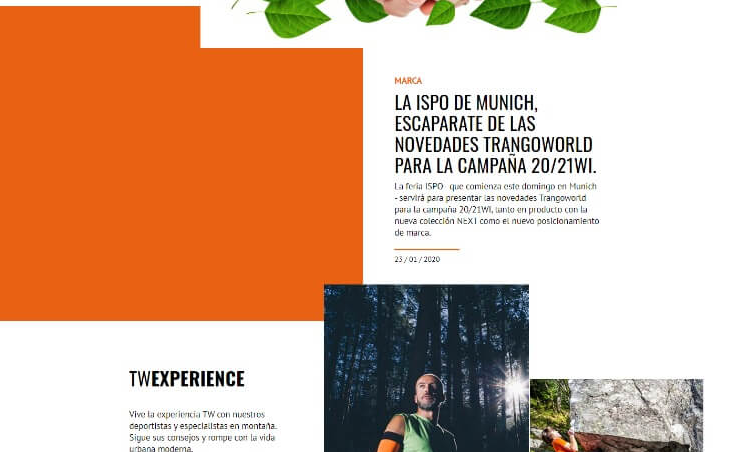 MARCA
LA ISPO DE MUNICH,
ESCAPARATE DE LAS
NOVEDADES TRANGOWORLD
PARA LA CAMPAÑA 20/21WI.
La feria ISPO - que comienza este domingo en Munich
- servirá para presentar las novedades Trangoworld
para la campaña 20/21WI, tanto en producto con la
nueva colección NEXT como el nuevo posicionamiento
de marca.
23 / 01 / 2020
TWEXPERIENCE
Vive la experiencia TW con nuestros
deportistas y especialistas en montaña.
Sigue sus consejos y rompe con la vida
urbana moderna.